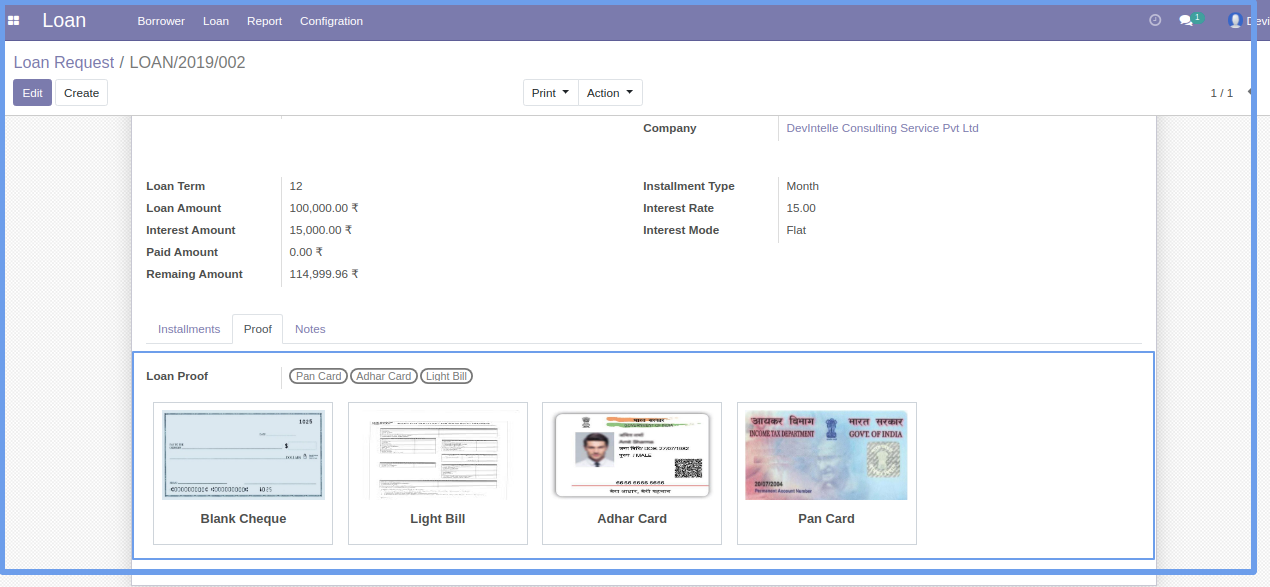 Loan Borrower Loan Report Configration 1
Loan Request / LOAN/2019/002
Edit Create Print Action 1 / 1
Company DevIntelle Consulting Service Pvt Ltd
Loan Term 12 Installment Type Month
Loan Amount 100,000.00 ₹ Interest Rate 15.00
Interest Amount 15,000.00 ₹ Interest Mode Flat
Paid Amount 0.00 ₹
Remaing Amount 114,999.96 ₹
Installments Proof Notes
Loan Proof Pan Card Adhar Card Light Bill
1025
$
आयकर विभाग भारत सरकार
INCOME TAX DEPARTMENT GOVT. OF INDIA
Permanent Account Number
Blank Cheque Light Bill Adhar Card Pan Card